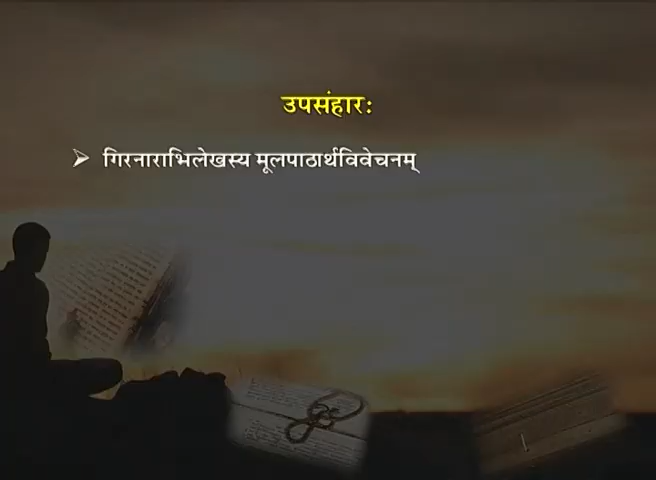 उपसंहारः
➢ गिरनाराभिलेखस्य मूलपाठार्थविवेचनम्